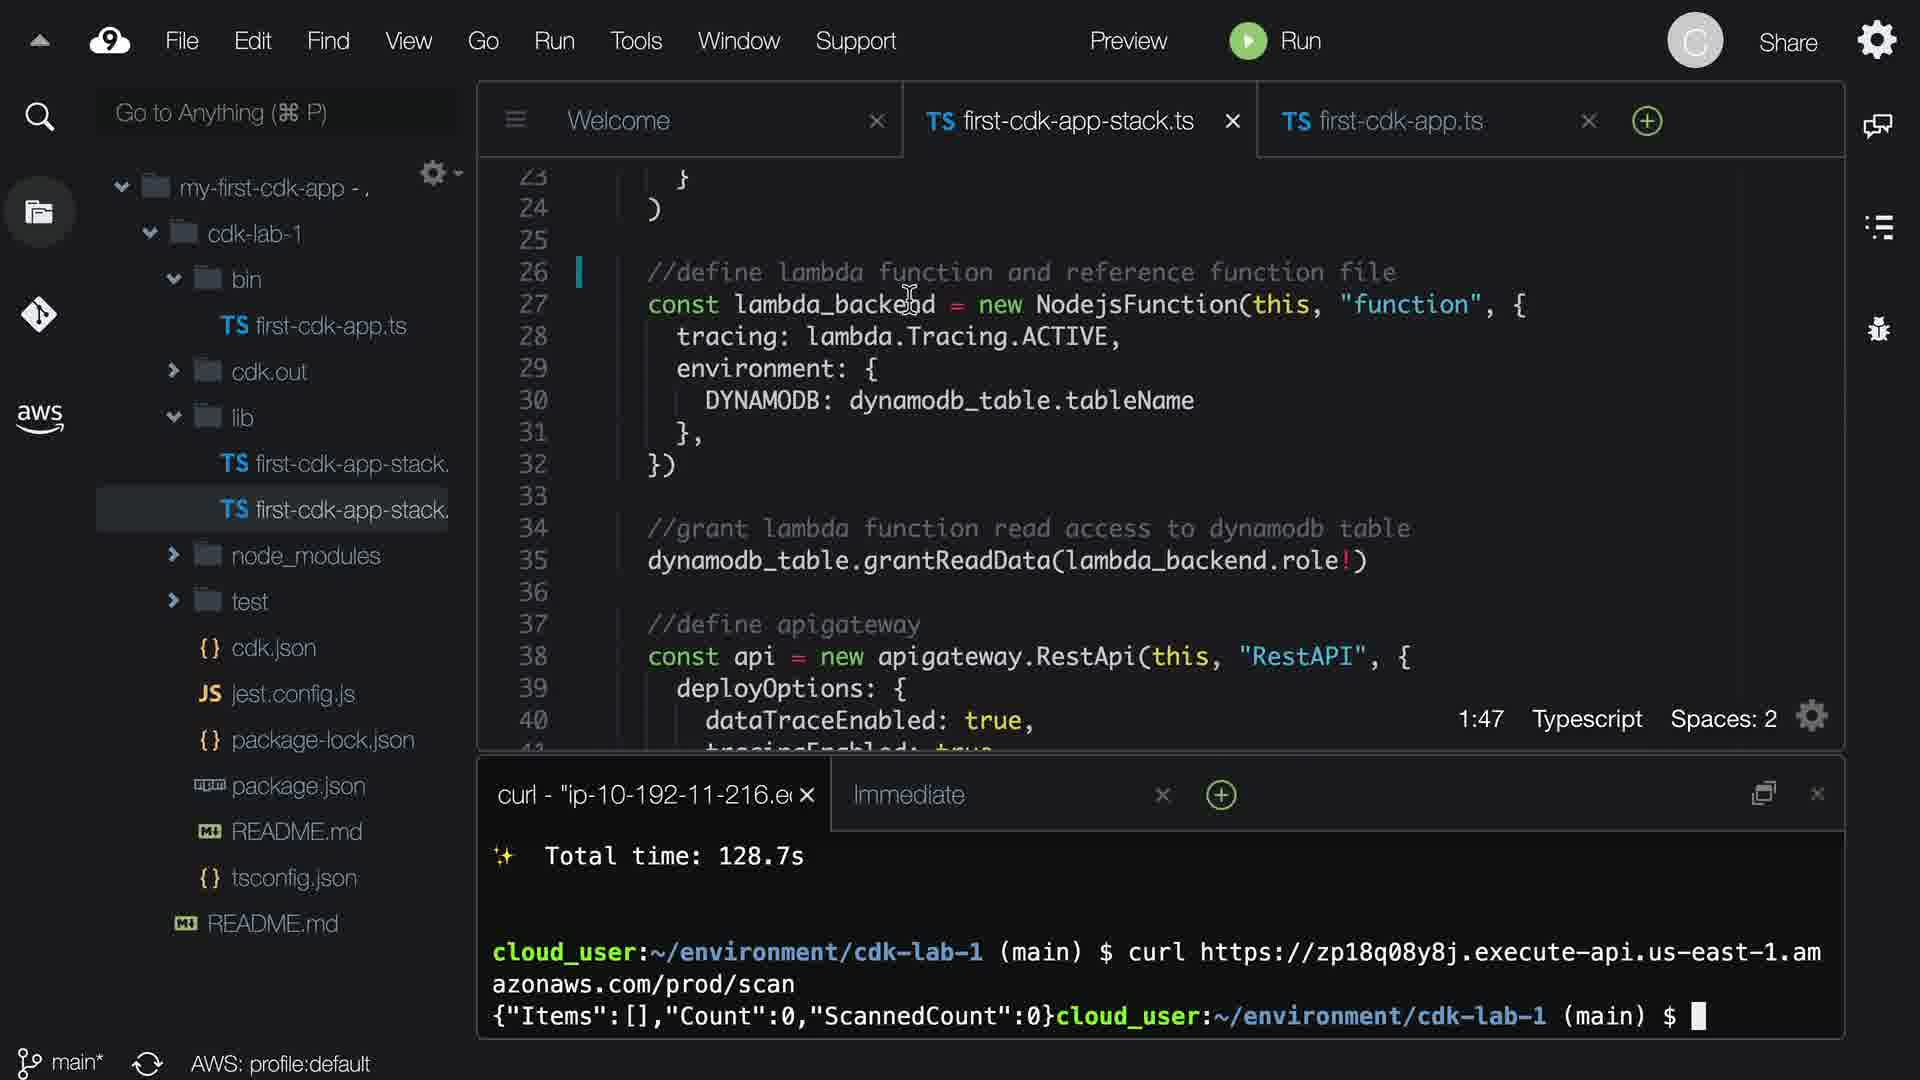 9 File Edit Find View Go Run Tools Window Support Preview Run C Share
Go to Anything (⌘ P)
my-first-cdk-app - .
cdk-lab-1
bin
TS first-cdk-app.ts
cdk.out
lib
TS first-cdk-app-stack.
TS first-cdk-app-stack.
node_modules
test
{} cdk.json
JS jest.config.js
{} package-lock.json
npm package.json
M↓ README.md
{} tsconfig.json
M↓ README.md
aws
Welcome
TS first-cdk-app-stack.ts
TS first-cdk-app.ts
23 }
24 )
25
26 //define lambda function and reference function file
27 const lambda_backend = new NodejsFunction(this, "function", {
28 tracing: lambda.Tracing.ACTIVE,
29 environment: {
30 DYNAMODB: dynamodb_table.tableName
31 },
32 })
33
34 //grant lambda function read access to dynamodb table
35 dynamodb_table.grantReadData(lambda_backend.role!)
36
37 //define apigateway
38 const api = new apigateway.RestApi(this, "RestAPI", {
39 deployOptions: {
40 dataTraceEnabled: true,
41 tracingEnabled: true
1:47 Typescript Spaces: 2
curl - "ip-10-192-11-216.ec
Immediate
✨ Total time: 128.7s
cloud_user:~/environment/cdk-lab-1 (main) $ curl https://zp18q08y8j.execute-api.us-east-1.am
azonaws.com/prod/scan
{"Items":[],"Count":0,"ScannedCount":0}cloud_user:~/environment/cdk-lab-1 (main) $
main* AWS: profile:default